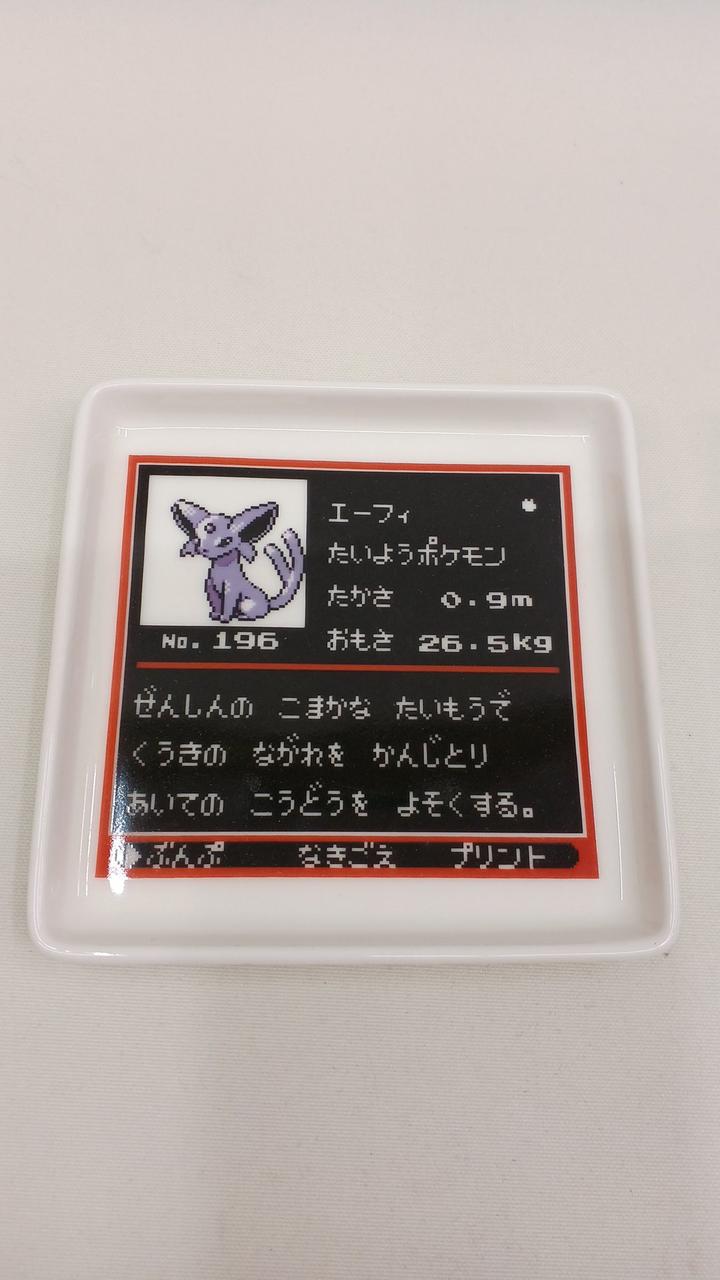 エーフィ
たいようポケモン
たかさ 0.9m
おもさ 26.5kg
No. 196
ぜんしんの こまかな たいもうで
くうきの ながれを かんじとり
あいての こうどうを よそくする。
▶ぶんぷ なきごえ プリント